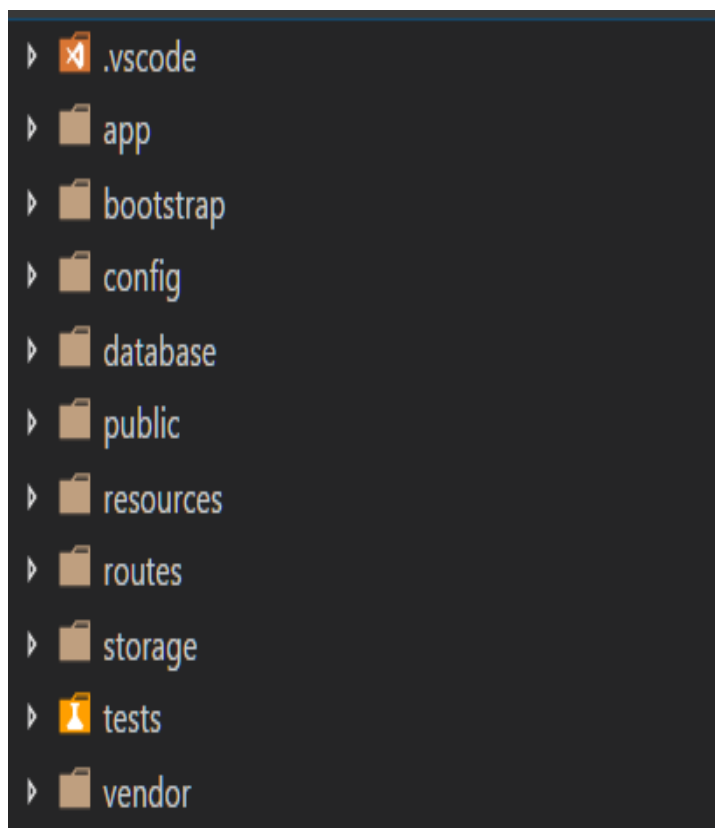 .vscode
app
bootstrap
config
database
public
resources
routes
storage
tests
vendor